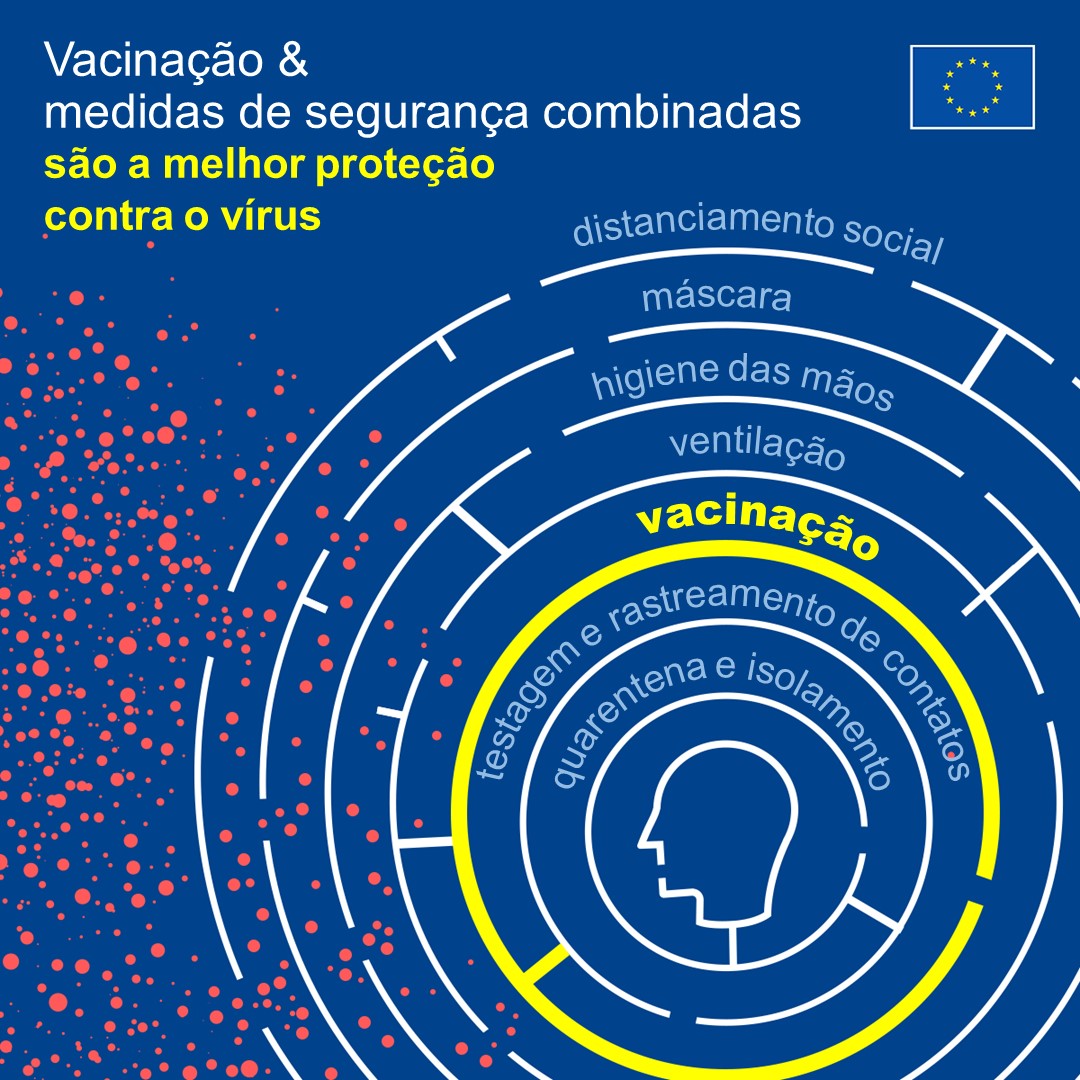 Vacinação &
medidas de segurança combinadas
são a melhor proteção
contra o vírus
distanciamento social
máscara
higiene das mãos
ventilação
vacinação
testagem e rastreamento de contatos
quarentena e isolamento